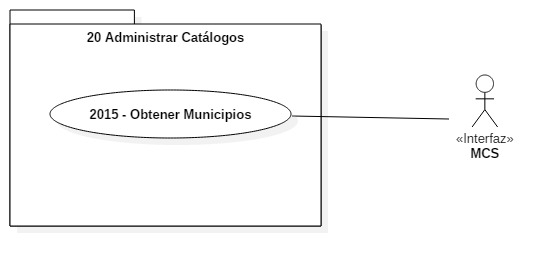 20 Administrar Catálogos
2015 - Obtener Municipios
«Interfaz»
MCS